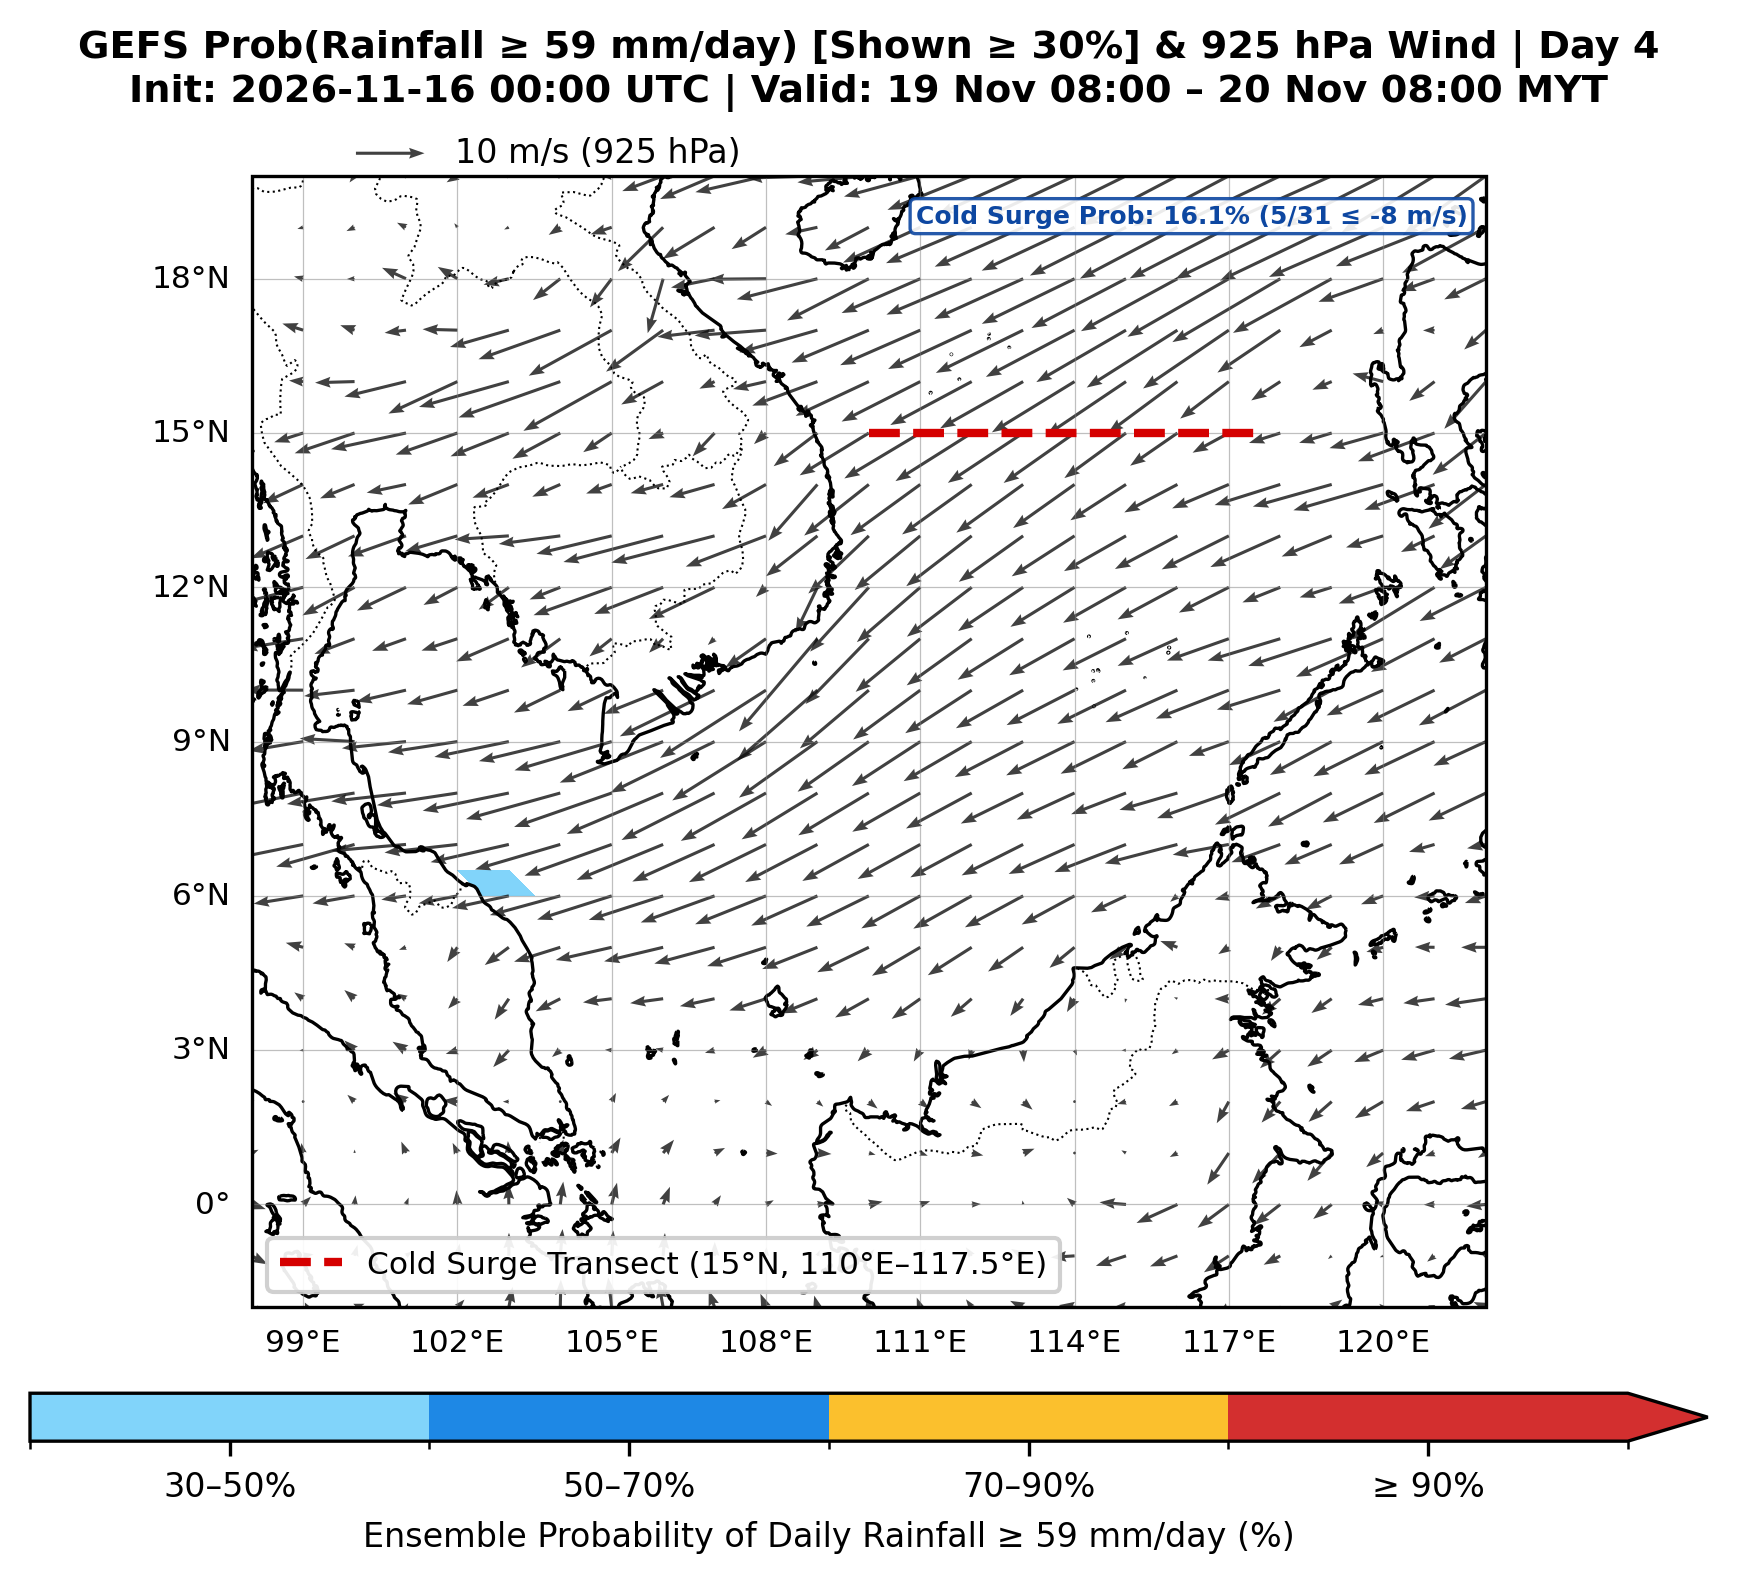 GEFS Prob(Rainfall ≥ 59 mm/day) [Shown ≥ 30%] & 925 hPa Wind | Day 4
Init: 2026-11-16 00:00 UTC | Valid: 19 Nov 08:00 – 20 Nov 08:00 MYT
10 m/s (925 hPa)
Cold Surge Prob: 16.1% (5/31 ≤ -8 m/s)
18°N
15°N
12°N
9°N
6°N
3°N
0°
Cold Surge Transect (15°N, 110°E–117.5°E)
99°E 102°E 105°E 108°E 111°E 114°E 117°E 120°E
30–50% 50–70% 70–90% ≥ 90%
Ensemble Probability of Daily Rainfall ≥ 59 mm/day (%)